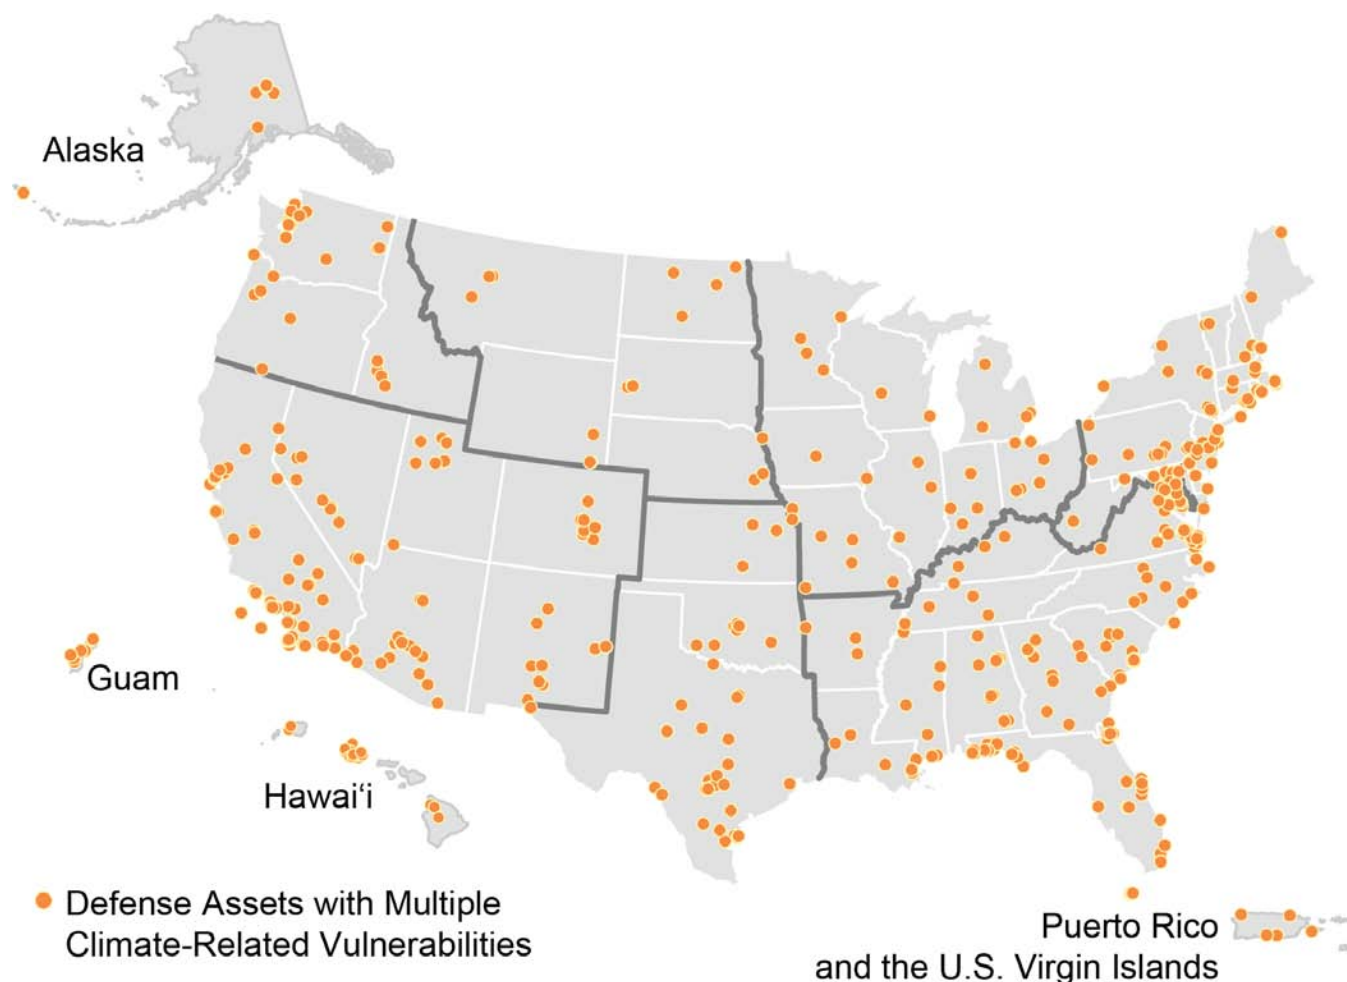 Alaska
Guam
Hawai‘i
Defense Assets with Multiple
Climate-Related Vulnerabilities
Puerto Rico
and the U.S. Virgin Islands